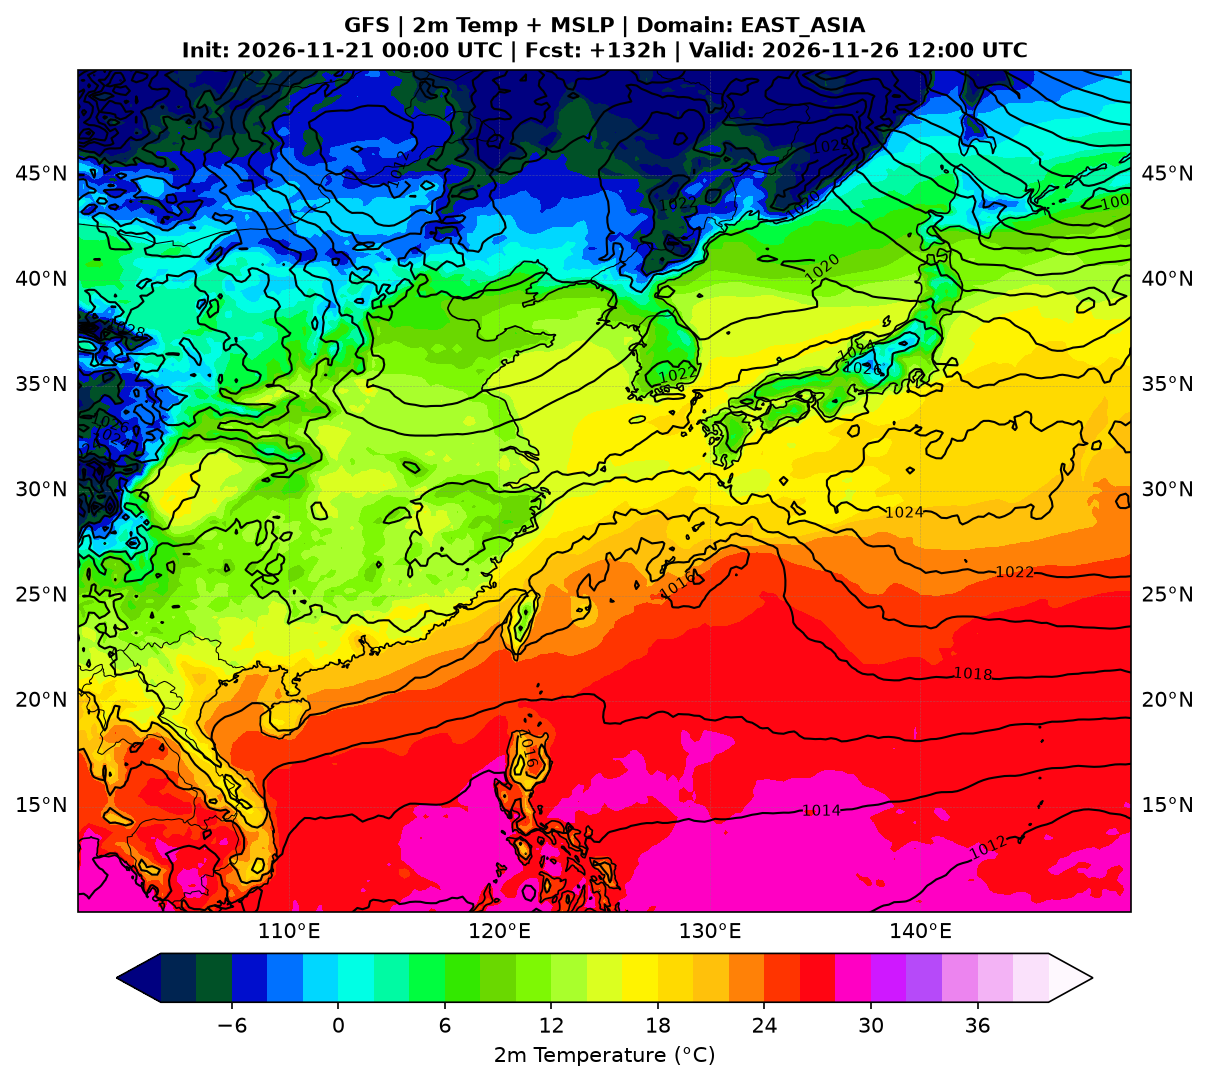 GFS | 2m Temp + MSLP | Domain: EAST_ASIA
Init: 2026-11-21 00:00 UTC | Fcst: +132h | Valid: 2026-11-26 12:00 UTC
45°N
45°N
40°N
40°N
35°N
35°N
30°N
30°N
25°N
25°N
20°N
20°N
15°N
15°N
1022
1020
1020
1024
1026
1022
1024
1022
1016
1018
1016
1014
1012
110°E 120°E 130°E 140°E
−6 0 6 12 18 24 30 36
2m Temperature (°C)